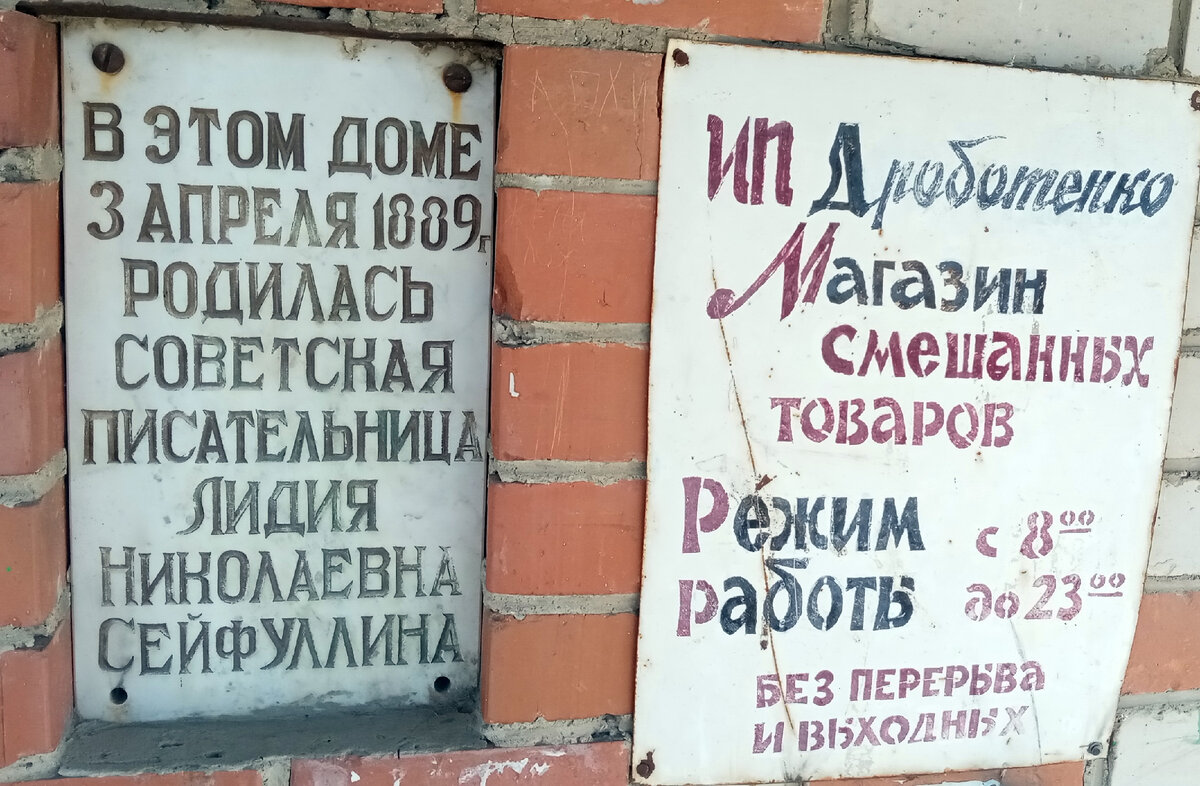 В ЭТОМ ДОМЕ
3 АПРЕЛЯ 1889г
РОДИЛАСЬ
СОВЕТСКАЯ
ПИСАТЕЛЬНИЦА
ЛИДИЯ
НИКОЛАЕВНА
СЕЙФУЛЛИНА
ИП Дроботенко
Магазин
смешанных
товаров
Режим с 8⁰⁰
работы до 23⁰⁰
БЕЗ ПЕРЕРЫВА
И ВЫХОДНЫХ